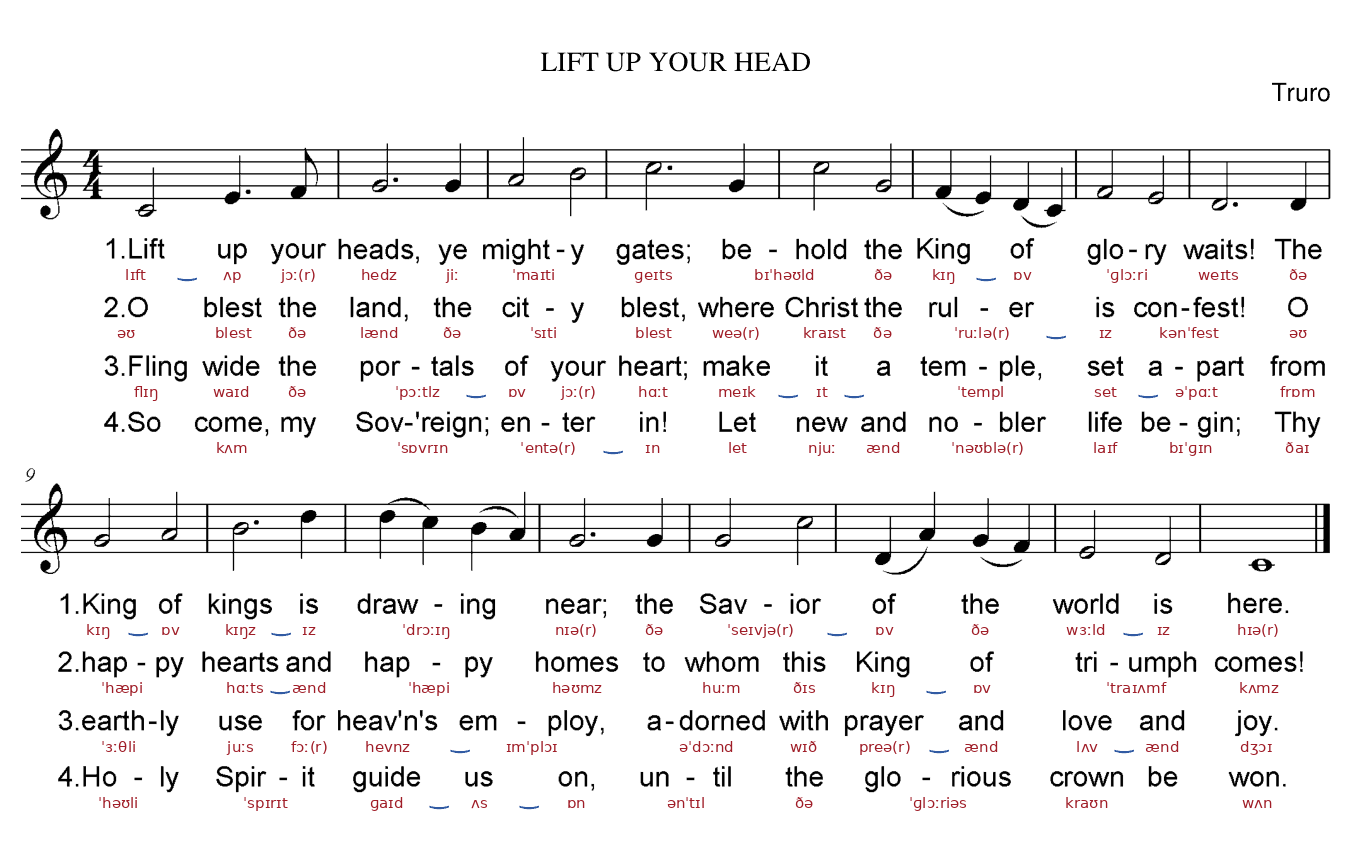 LIFT UP YOUR HEAD
Truro
4 4
1.Lift up your heads, ye might - y gates; be - hold the King of glo - ry waits! The
lɪft ʌp jɔː(r) hedz jiː ˈmaɪti ɡeɪts bɪˈhəʊld ðə kɪŋ ɒv ˈɡlɔːri weɪts ðə
2.O blest the land, the cit - y blest, where Christ the rul - er is con - fest! O
əʊ blest ðə lænd ðə ˈsɪti blest weə(r) kraɪst ðə ˈruːlə(r) ɪz kənˈfest əʊ
3.Fling wide the por - tals of your heart; make it a tem - ple, set a - part from
flɪŋ waɪd ðə ˈpɔːtlz ɒv jɔː(r) hɑːt meɪk ɪt ˈtempl set əˈpɑːt frɒm
4.So come, my Sov - 'reign; en - ter in! Let new and no - bler life be - gin; Thy
kʌm ˈsɒvrɪn ˈentə(r) ɪn let njuː ænd ˈnəʊblə(r) laɪf bɪˈɡɪn ðaɪ
9
1.King of kings is draw - ing near; the Sav - ior of the world is here.
kɪŋ ɒv kɪŋz ɪz ˈdrɔːɪŋ nɪə(r) ðə ˈseɪvjə(r) ɒv ðə wɜːld ɪz hɪə(r)
2.hap - py hearts and hap - py homes to whom this King of tri - umph comes!
ˈhæpi hɑːts ænd ˈhæpi həʊmz huːm ðɪs kɪŋ ɒv ˈtraɪʌmf kʌmz
3.earth - ly use for heav'n's em - ploy, a - dorned with prayer and love and joy.
ˈɜːθli juːs fɔː(r) hevnz ɪmˈplɔɪ əˈdɔːnd wɪð preə(r) ænd lʌv ænd dʒɔɪ
4.Ho - ly Spir - it guide us on, un - til the glo - rious crown be won.
ˈhəʊli ˈspɪrɪt ɡaɪd ʌs ɒn ənˈtɪl ðə ˈɡlɔːriəs kraʊn wʌn